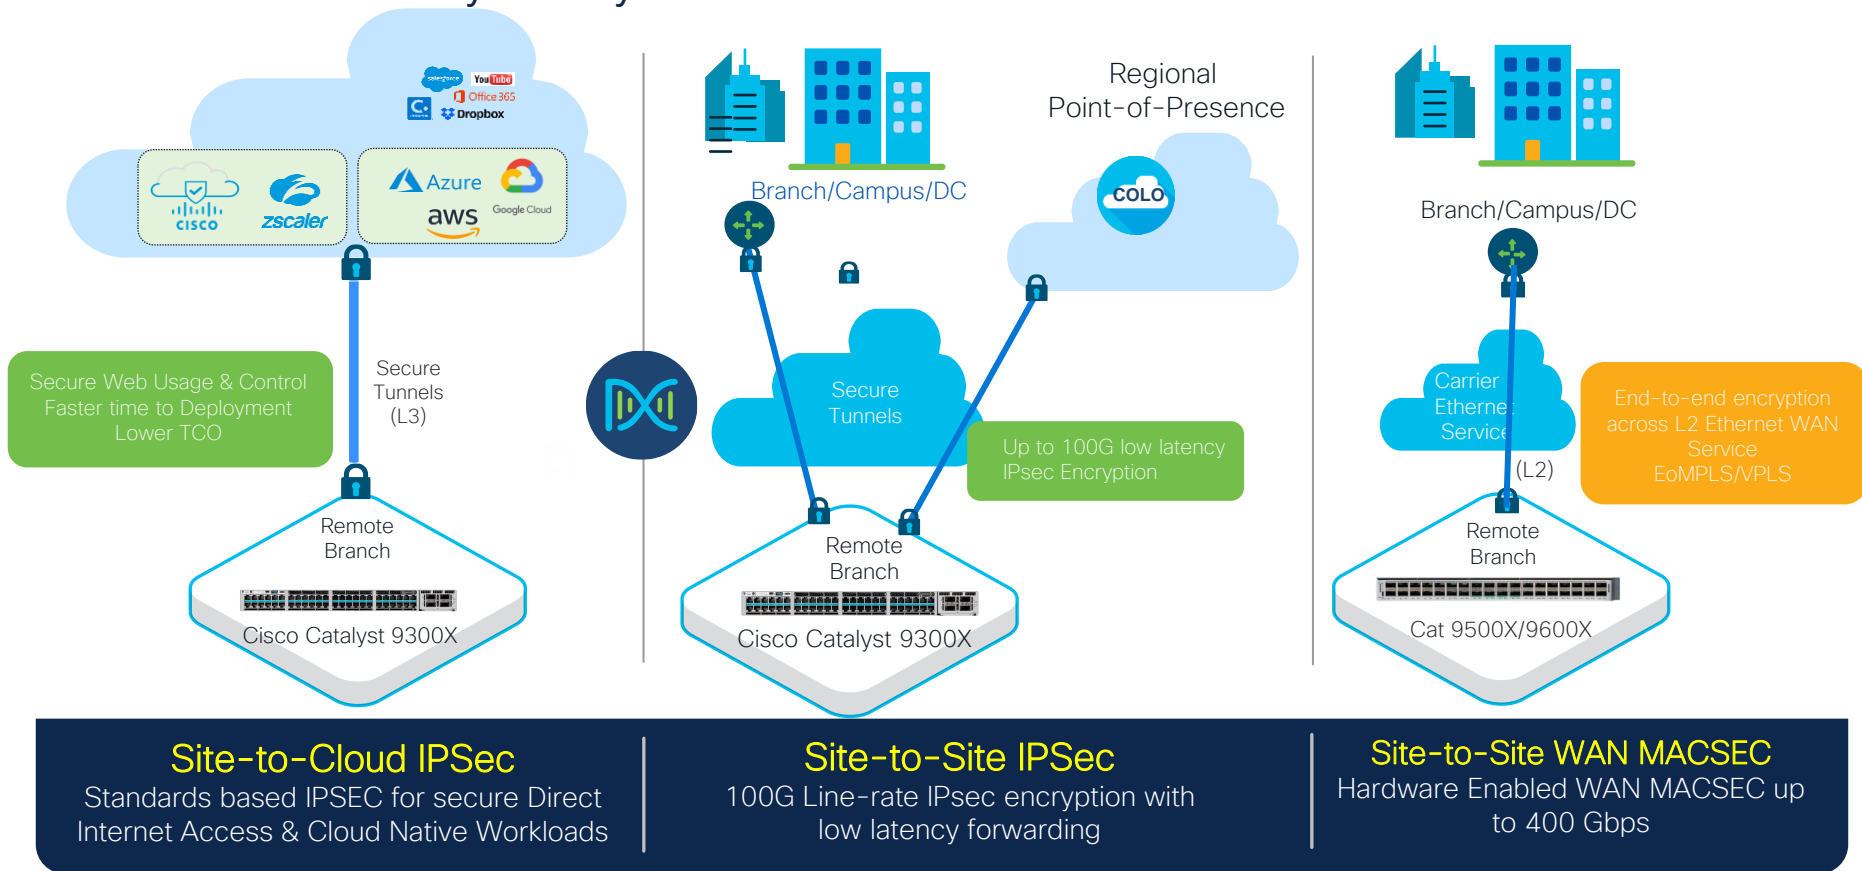 salesforce
YouTube
Office 365
C.
Dropbox
CISCO
zscaler
Azure
aws
Google Cloud
Secure Web Usage & Control
Faster time to Deployment
Lower TCO
Secure
Tunnels
(L3)
Remote
Branch
Cisco Catalyst 9300X
Branch/Campus/DC
Regional
Point-of-Presence
COLO
Secure
Tunnels
Up to 100G low latency
IPsec Encryption
Remote
Branch
Cisco Catalyst 9300X
Branch/Campus/DC
Carrier
Ethernet
Service
(L2)
End-to-end encryption
across L2 Ethernet WAN
Service
EoMPLS/VPLS
Remote
Branch
Cat 9500X/9600X
Site-to-Cloud IPSec
Standards based IPSEC for secure Direct
Internet Access & Cloud Native Workloads
Site-to-Site IPSec
100G Line-rate IPsec encryption with
low latency forwarding
Site-to-Site WAN MACSEC
Hardware Enabled WAN MACSEC up
to 400 Gbps